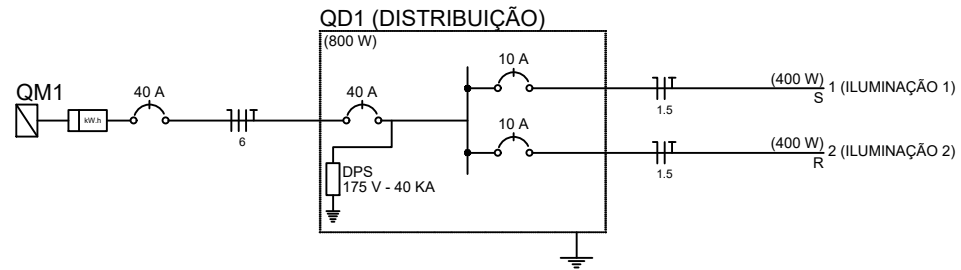 QD1 (DISTRIBUIÇÃO)
(800 W)
QM1
kW.h
40 A
6
40 A
DPS
175 V - 40 KA
10 A
1.5
(400 W)
S
1 (ILUMINAÇÃO 1)
10 A
1.5
(400 W)
R
2 (ILUMINAÇÃO 2)